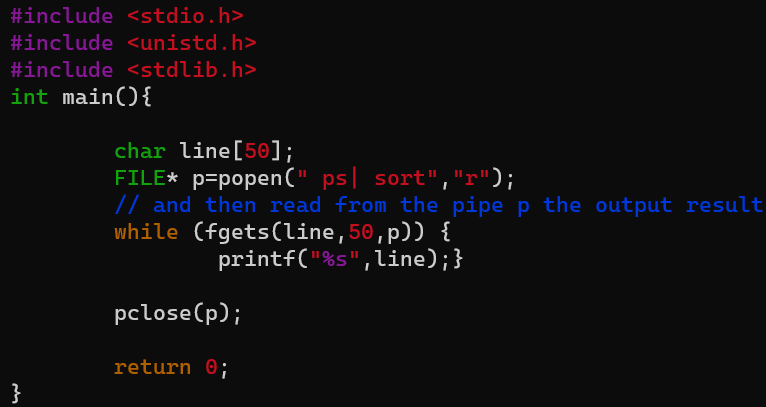 #include <stdio.h>
#include <unistd.h>
#include <stdlib.h>
int main(){
char line[50];
FILE* p=popen(" ps| sort","r");
// and then read from the pipe p the output result
while (fgets(line,50,p)) {
printf("%s",line);}
pclose(p);
return 0;
}